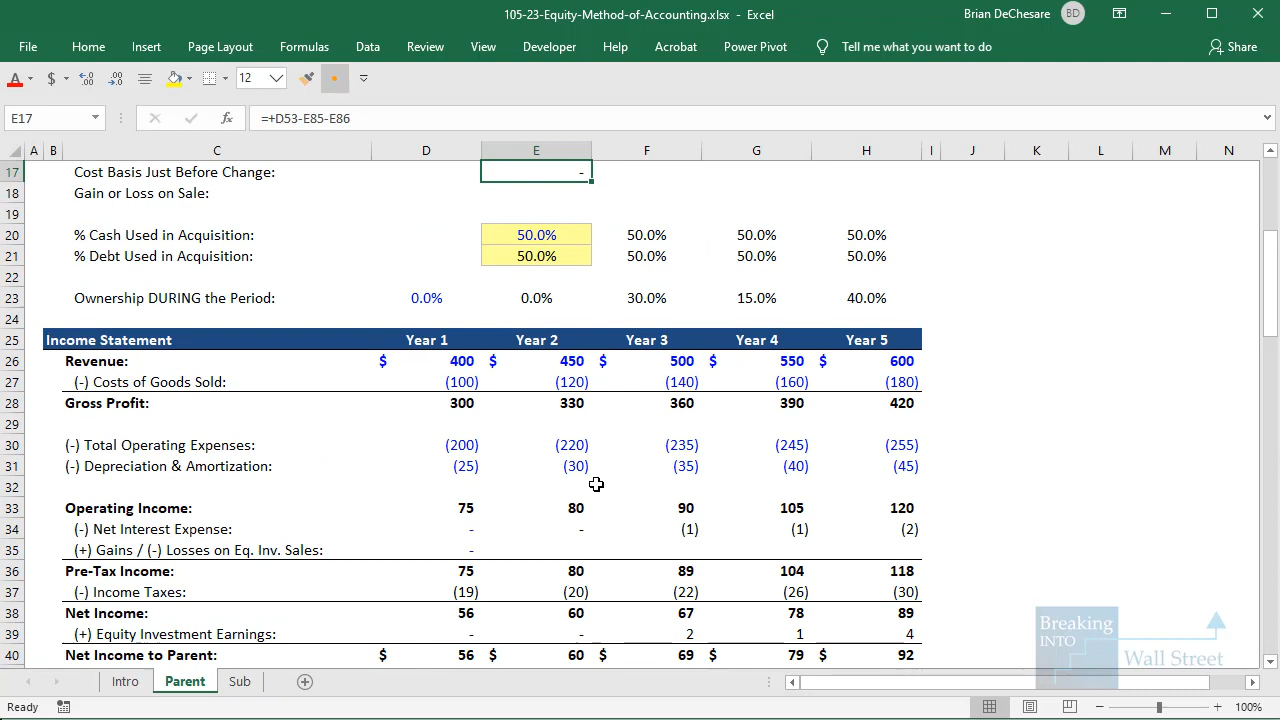 105-23-Equity-Method-of-Accounting.xlsx - Excel
Brian DeChesare BD
File Home Insert Page Layout Formulas Data Review View Developer Help Acrobat Power Pivot Tell me what you want to do Share
A $ 12
E17 fx =+D53-E85-E86
A B C D E F G H I J K L M N
17 Cost Basis Just Before Change: -
18 Gain or Loss on Sale:
19
20 % Cash Used in Acquisition: 50.0% 50.0% 50.0% 50.0%
21 % Debt Used in Acquisition: 50.0% 50.0% 50.0% 50.0%
22
23 Ownership DURING the Period: 0.0% 0.0% 30.0% 15.0% 40.0%
24
25 Income Statement Year 1 Year 2 Year 3 Year 4 Year 5
26 Revenue: $ 400 $ 450 $ 500 $ 550 $ 600
27 (-) Costs of Goods Sold: (100) (120) (140) (160) (180)
28 Gross Profit: 300 330 360 390 420
29
30 (-) Total Operating Expenses: (200) (220) (235) (245) (255)
31 (-) Depreciation & Amortization: (25) (30) (35) (40) (45)
32
33 Operating Income: 75 80 90 105 120
34 (-) Net Interest Expense: - - (1) (1) (2)
35 (+) Gains / (-) Losses on Eq. Inv. Sales: -
36 Pre-Tax Income: 75 80 89 104 118
37 (-) Income Taxes: (19) (20) (22) (26) (30)
38 Net Income: 56 60 67 78 89
39 (+) Equity Investment Earnings: - - 2 1 4
40 Net Income to Parent: $ 56 $ 60 $ 69 $ 79 $ 92
Breaking
INTO
Wall Street
Intro Parent Sub
Ready 100%